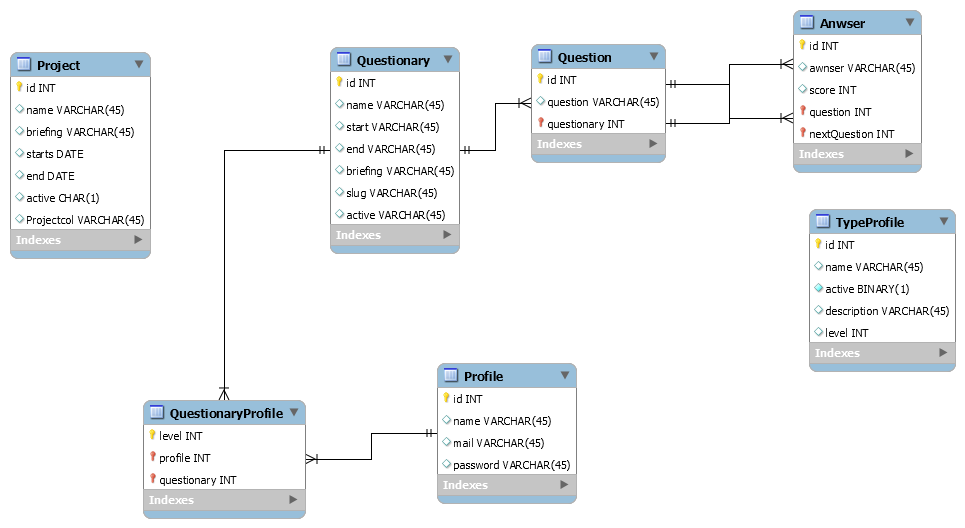 Project
id INT
name VARCHAR(45)
briefing VARCHAR(45)
starts DATE
end DATE
active CHAR(1)
Projectcol VARCHAR(45)
Indexes
Questionary
id INT
name VARCHAR(45)
start VARCHAR(45)
end VARCHAR(45)
briefing VARCHAR(45)
slug VARCHAR(45)
active VARCHAR(45)
Indexes
Question
id INT
question VARCHAR(45)
questionary INT
Indexes
Anwser
id INT
awnser VARCHAR(45)
score INT
question INT
nextQuestion INT
Indexes
TypeProfile
id INT
name VARCHAR(45)
active BINARY(1)
description VARCHAR(45)
level INT
Indexes
QuestionaryProfile
level INT
profile INT
questionary INT
Indexes
Profile
id INT
name VARCHAR(45)
mail VARCHAR(45)
password VARCHAR(45)
Indexes